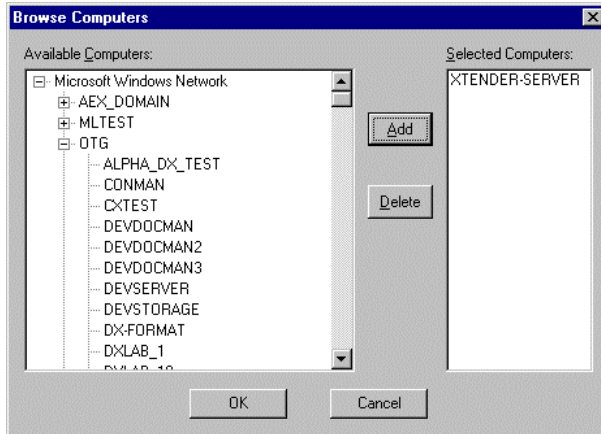 Browse Computers
Available Computers:
Selected Computers:
Microsoft Windows Network
AEX_DOMAIN
MLTEST
OTG
ALPHA_DX_TEST
CONMAN
CXTEST
DEVDOCMAN
DEVDOCMAN2
DEVDOCMAN3
DEVSERVER
DEVSTORAGE
DX-FORMAT
DXLAB_1
XTENDER-SERVER
Add
Delete
OK
Cancel